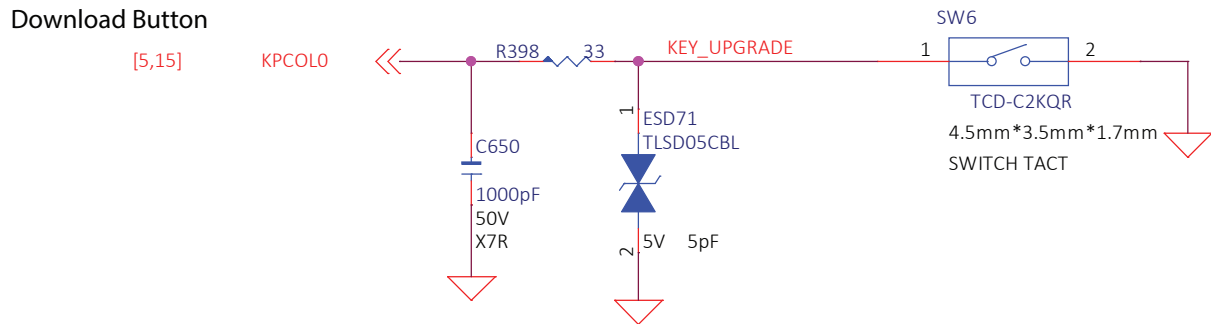 Download Button
SW6
[5,15] KPCOL0 R398 33 KEY_UPGRADE 1 2
TCD-C2KQR
1 ESD71
TLSD05CBL
4.5mm*3.5mm*1.7mm
C650
SWITCH TACT
1000pF
50V
X7R
2 5V 5pF